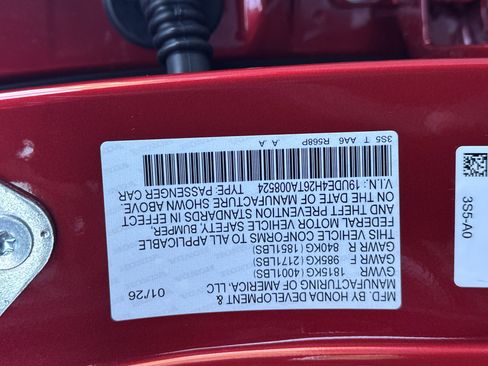 MFD. BY HONDA DEVELOPMENT &
MANUFACTURING OF AMERICA, LLC 01/'26
GVWR 1815KG (4001LBS)
GAWR F 985KG (2171LBS)
GAWR R 840KG (1851LBS)
THIS VEHICLE CONFORMS TO ALL APPLICABLE
FEDERAL MOTOR VEHICLE SAFETY, BUMPER,
AND THEFT PREVENTION STANDARDS IN EFFECT
ON THE DATE OF MANUFACTURE SHOWN ABOVE.
V.I.N.: 19UDE4H26TA008524 TYPE PASSENGER CAR
A A
3S5 T AA6 R568P
3S5-A0